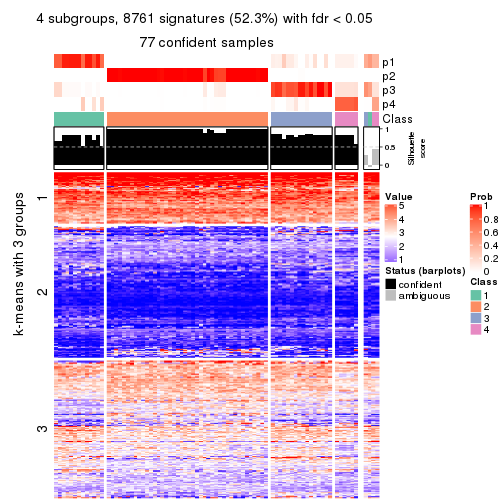 4 subgroups, 8761 signatures (52.3%) with fdr < 0.05
77 confident samples
p1
p2
p3
p4
Class
1
0.5
0
Silhouette
score
k-means with 3 groups
1
2
3
Value
5
4
3
2
1
Status (barplots)
confident
ambiguous
Prob
1
0.8
0.6
0.4
0.2
0
Class
1
2
3
4